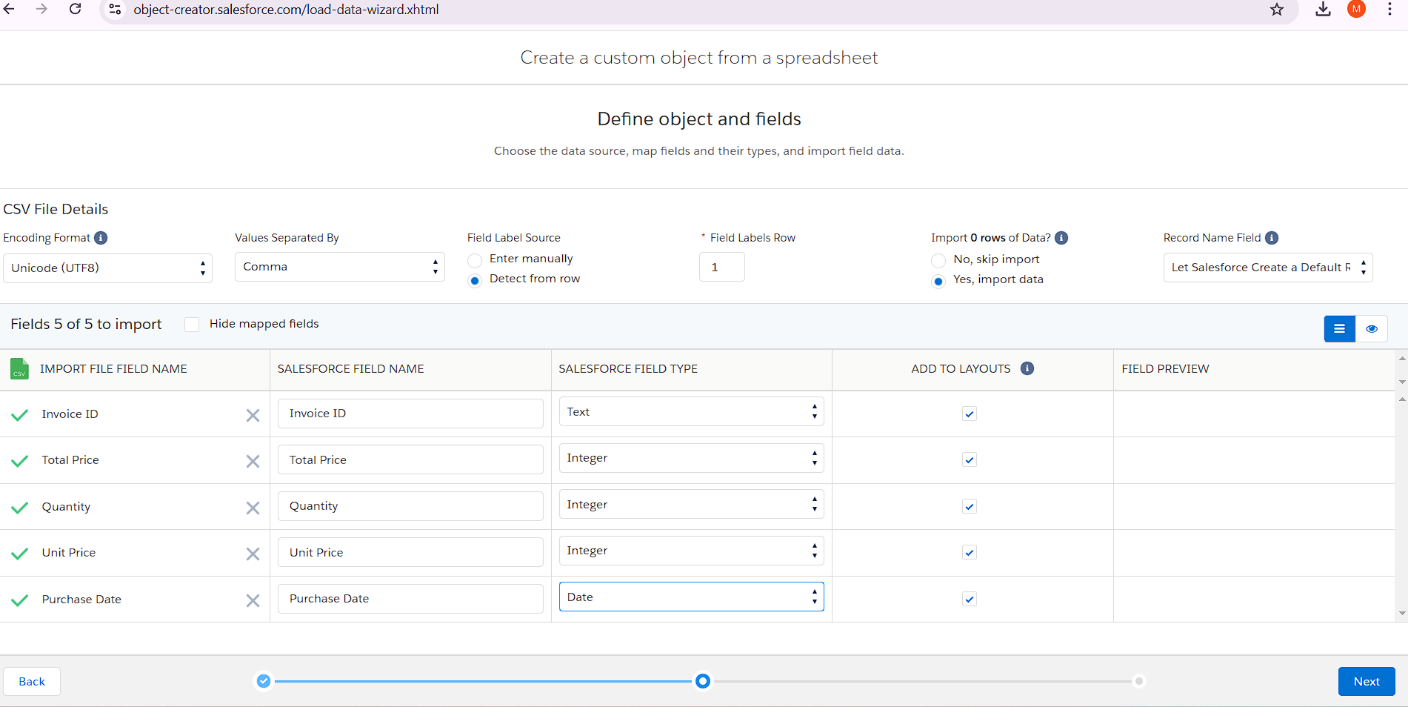 object-creator.salesforce.com/load-data-wizard.xhtml
M
Create a custom object from a spreadsheet
Define object and fields
Choose the data source, map fields and their types, and import field data.
CSV File Details
Encoding Format
Values Separated By
Field Label Source
* Field Labels Row
Import 0 rows of Data?
Record Name Field
Unicode (UTF8)
Comma
Enter manually
Detect from row
1
No, skip import
Yes, import data
Let Salesforce Create a Default R
Fields 5 of 5 to import
Hide mapped fields
CSV
IMPORT FILE FIELD NAME
SALESFORCE FIELD NAME
SALESFORCE FIELD TYPE
ADD TO LAYOUTS
FIELD PREVIEW
Invoice ID
Invoice ID
Text
Total Price
Total Price
Integer
Quantity
Quantity
Integer
Unit Price
Unit Price
Integer
Purchase Date
Purchase Date
Date
Back
Next